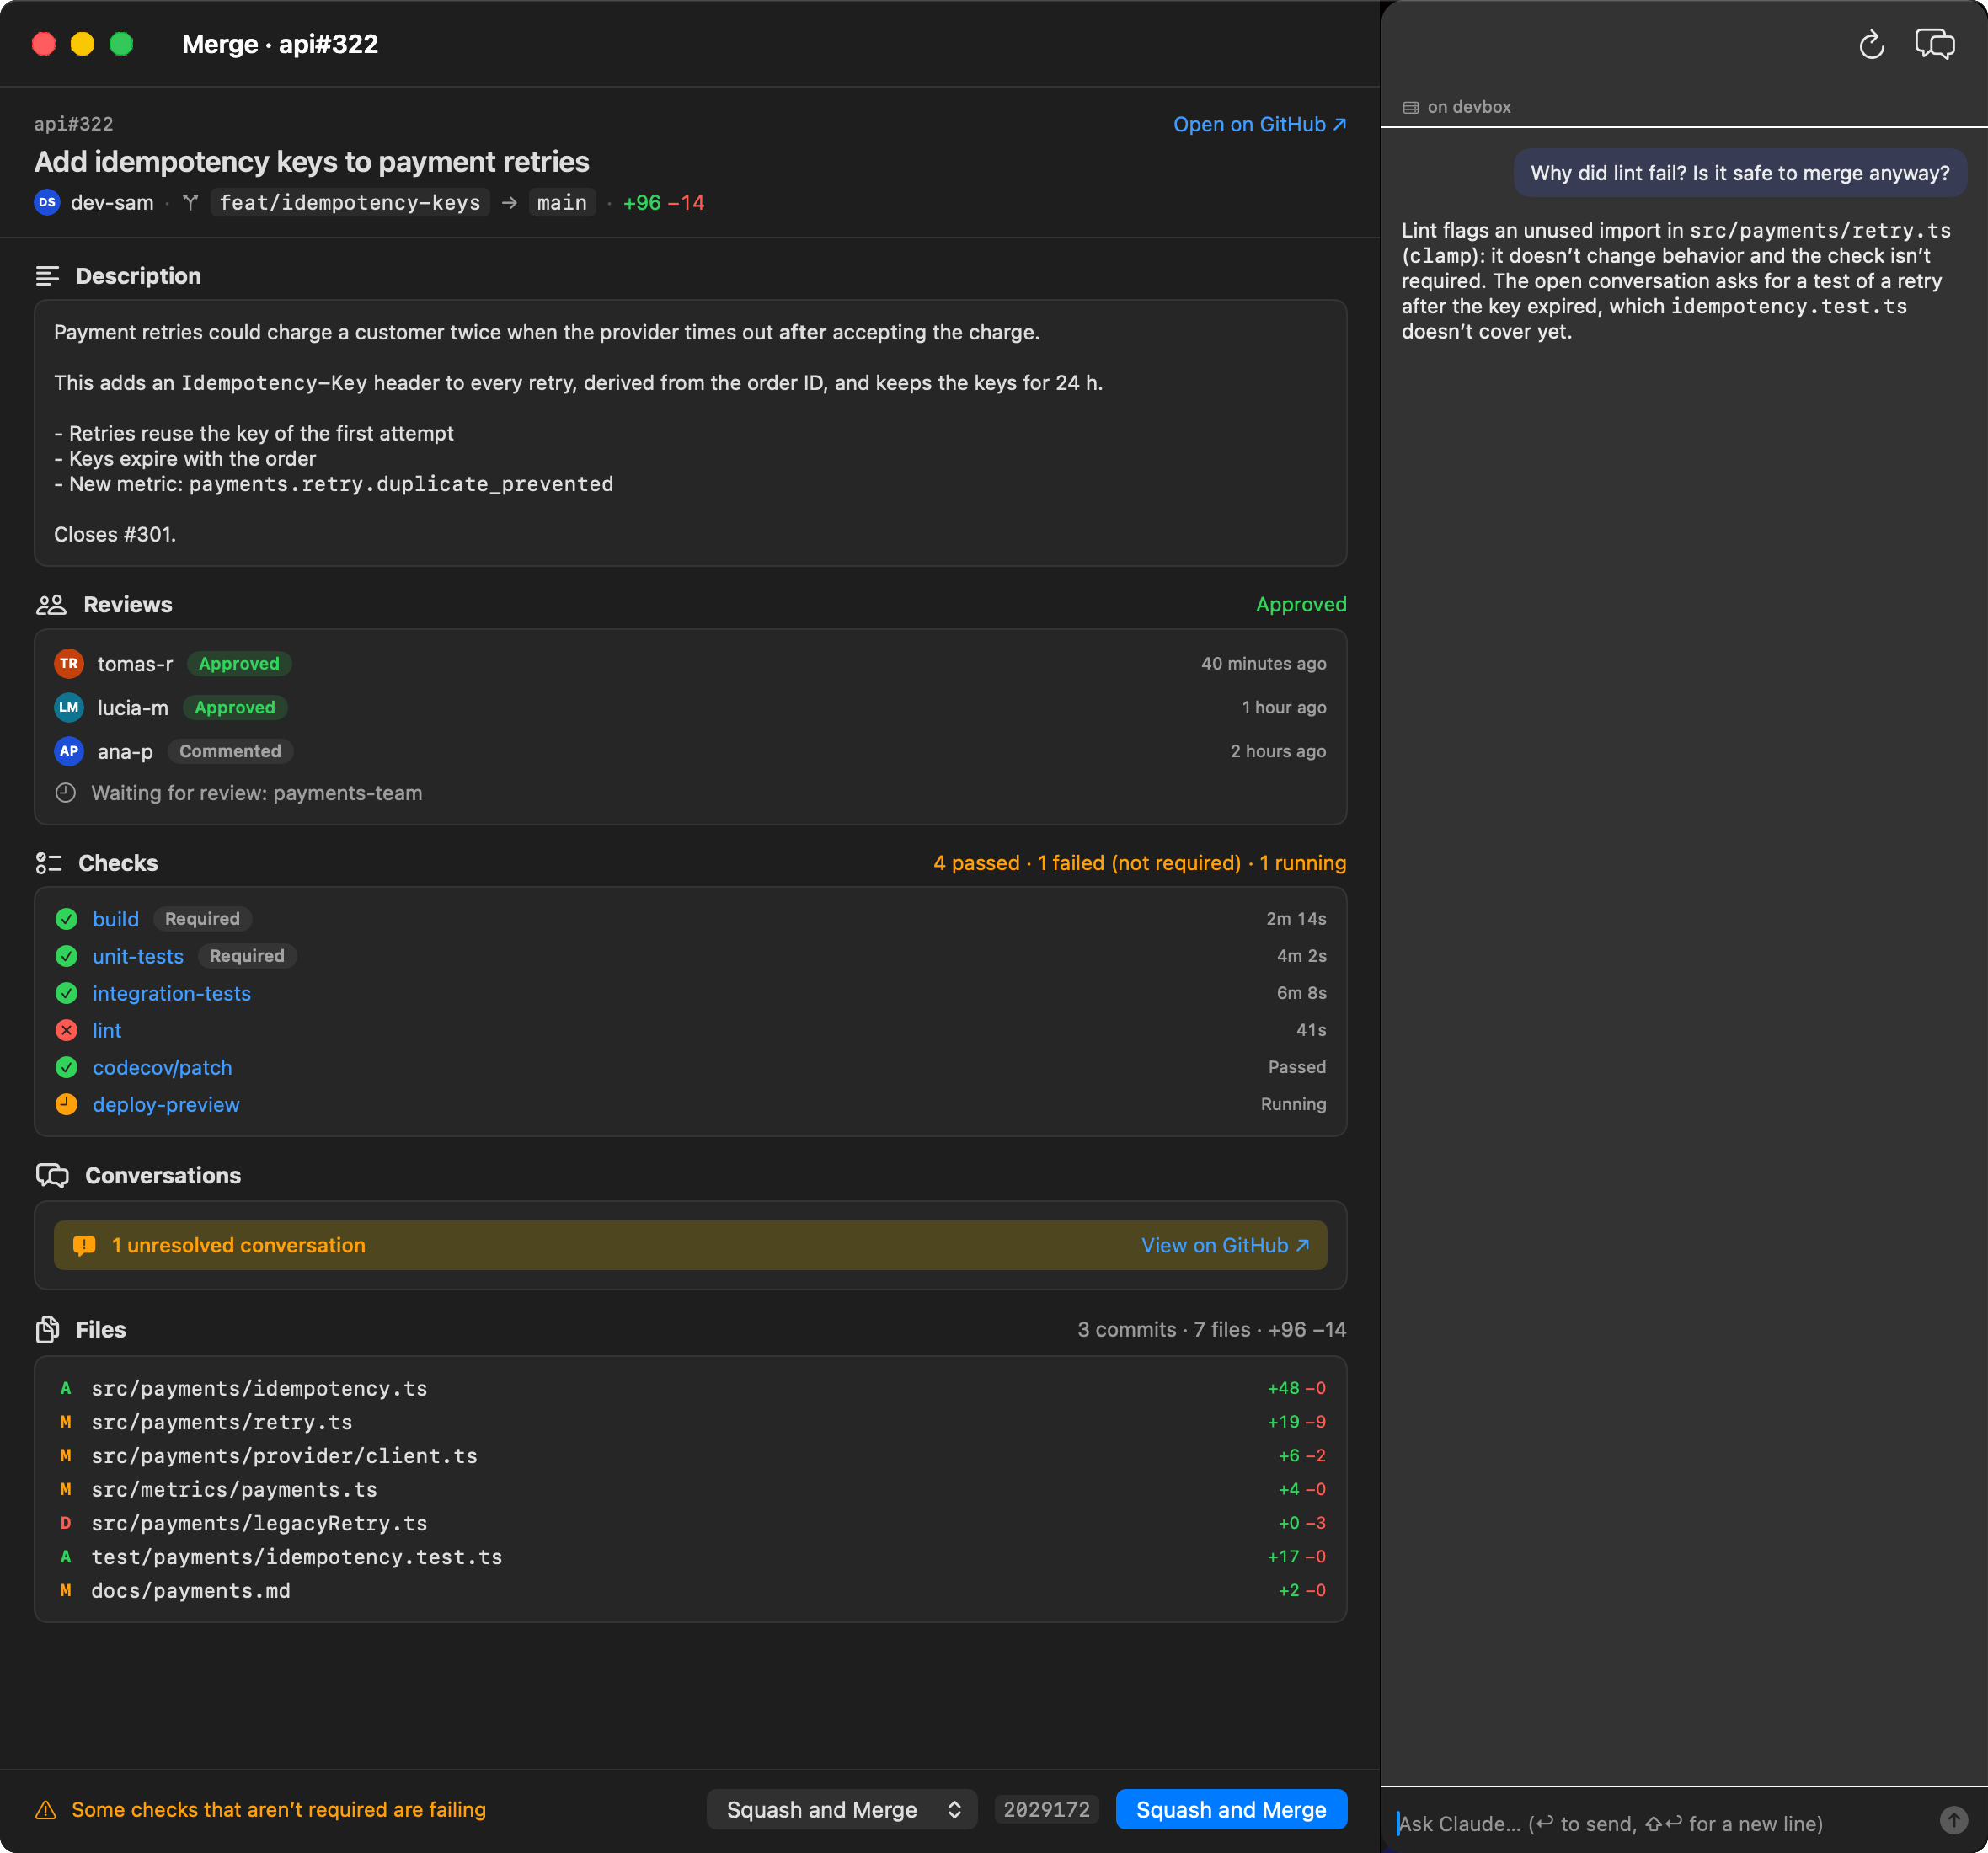 Merge · api#322
api#322
Open on GitHub ↗
Add idempotency keys to payment retries
DS dev-sam · feat/idempotency-keys → main · +96 −14
Description
Payment retries could charge a customer twice when the provider times out after accepting the charge.
This adds an Idempotency-Key header to every retry, derived from the order ID, and keeps the keys for 24 h.
- Retries reuse the key of the first attempt
- Keys expire with the order
- New metric: payments.retry.duplicate_prevented
Closes #301.
Reviews Approved
TR tomas-r Approved 40 minutes ago
LM lucia-m Approved 1 hour ago
AP ana-p Commented 2 hours ago
Waiting for review: payments-team
Checks 4 passed · 1 failed (not required) · 1 running
build Required 2m 14s
unit-tests Required 4m 2s
integration-tests 6m 8s
lint 41s
codecov/patch Passed
deploy-preview Running
Conversations
1 unresolved conversation View on GitHub ↗
Files 3 commits · 7 files · +96 −14
A src/payments/idempotency.ts +48 −0
M src/payments/retry.ts +19 −9
M src/payments/provider/client.ts +6 −2
M src/metrics/payments.ts +4 −0
D src/payments/legacyRetry.ts +0 −3
A test/payments/idempotency.test.ts +17 −0
M docs/payments.md +2 −0
Some checks that aren’t required are failing
Squash and Merge 2029172 Squash and Merge
on devbox
Why did lint fail? Is it safe to merge anyway?
Lint flags an unused import in src/payments/retry.ts
(clamp): it doesn’t change behavior and the check isn’t
required. The open conversation asks for a test of a retry
after the key expired, which idempotency.test.ts
doesn’t cover yet.
Ask Claude... (↩ to send, ⇧↩ for a new line)